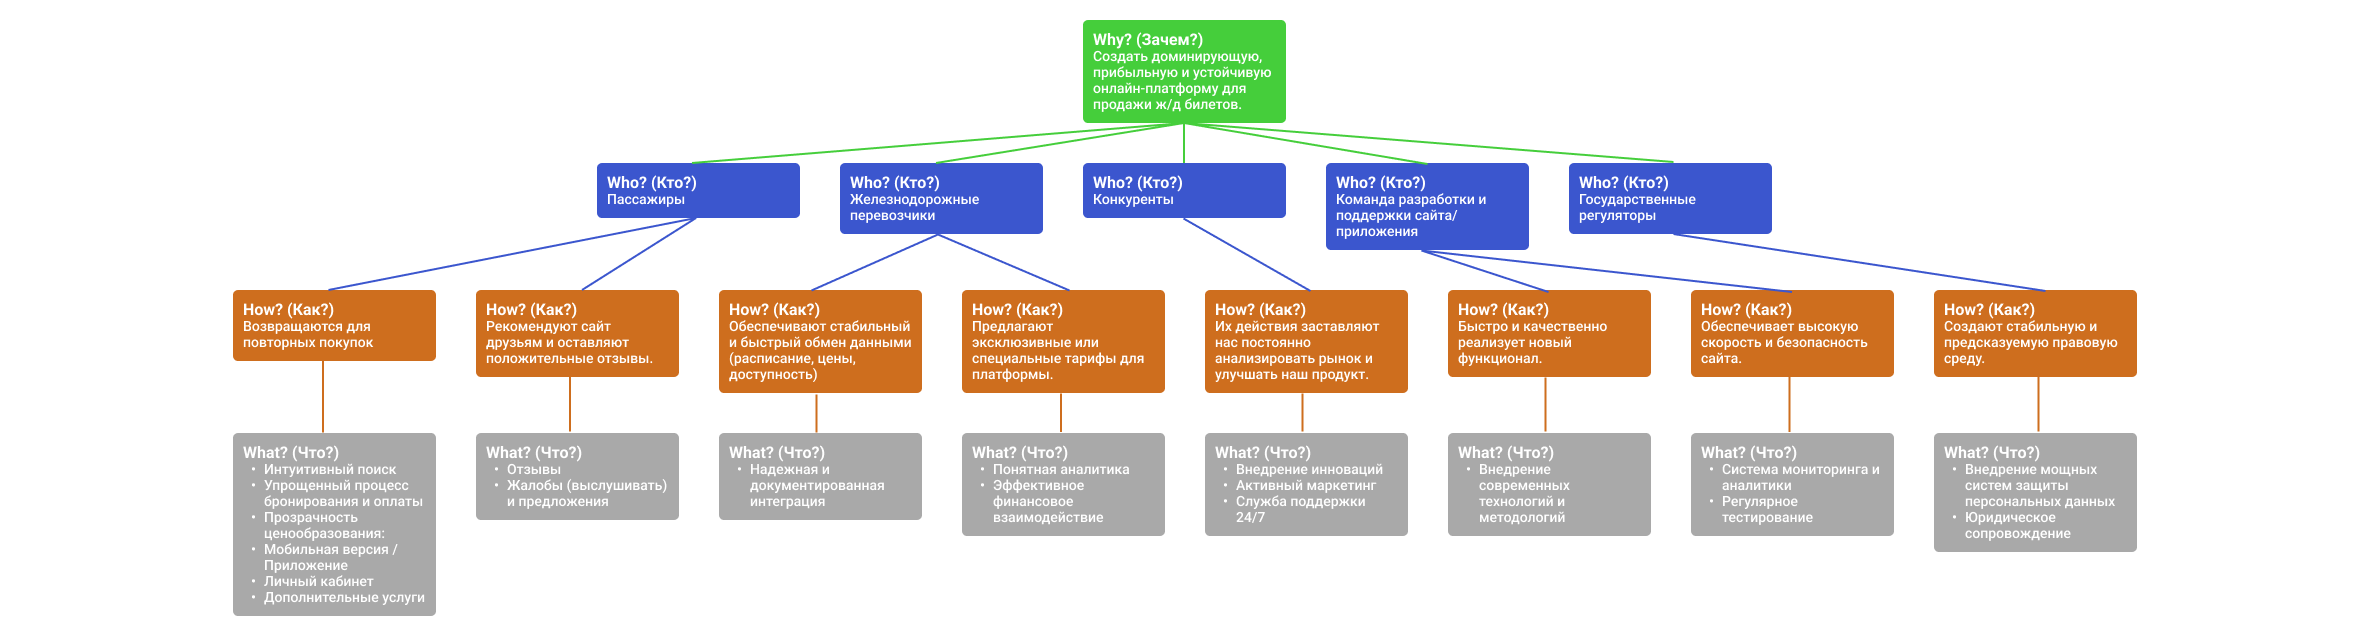 Why? (Зачем?)
Создать доминирующую,
прибыльную и устойчивую
онлайн-платформу для
продажи ж/д билетов.
Who? (Кто?)
Пассажиры
Who? (Кто?)
Железнодорожные
перевозчики
Who? (Кто?)
Конкуренты
Who? (Кто?)
Команда разработки и
поддержки сайта/
приложения
Who? (Кто?)
Государственные
регуляторы
How? (Как?)
Возвращаются для
повторных покупок
How? (Как?)
Рекомендуют сайт
друзьям и оставляют
положительные отзывы.
How? (Как?)
Обеспечивают стабильный
и быстрый обмен данными
(расписание, цены,
доступность)
How? (Как?)
Предлагают
эксклюзивные или
специальные тарифы для
платформы.
How? (Как?)
Их действия заставляют
нас постоянно
анализировать рынок и
улучшать наш продукт.
How? (Как?)
Быстро и качественно
реализует новый
функционал.
How? (Как?)
Обеспечивает высокую
скорость и безопасность
сайта.
How? (Как?)
Создают стабильную и
предсказуемую правовую
среду.
What? (Что?)
• Интуитивный поиск
• Упрощенный процесс
бронирования и оплаты
• Прозрачность
ценообразования:
• Мобильная версия /
Приложение
• Личный кабинет
• Дополнительные услуги
What? (Что?)
• Отзывы
• Жалобы (выслушивать)
и предложения
What? (Что?)
• Надежная и
документированная
интеграция
What? (Что?)
• Понятная аналитика
• Эффективное
финансовое
взаимодействие
What? (Что?)
• Внедрение инноваций
• Активный маркетинг
• Служба поддержки
24/7
What? (Что?)
• Внедрение
современных
технологий и
методологий
What? (Что?)
• Система мониторинга и
аналитики
• Регулярное
тестирование
What? (Что?)
• Внедрение мощных
систем защиты
персональных данных
• Юридическое
сопровождение